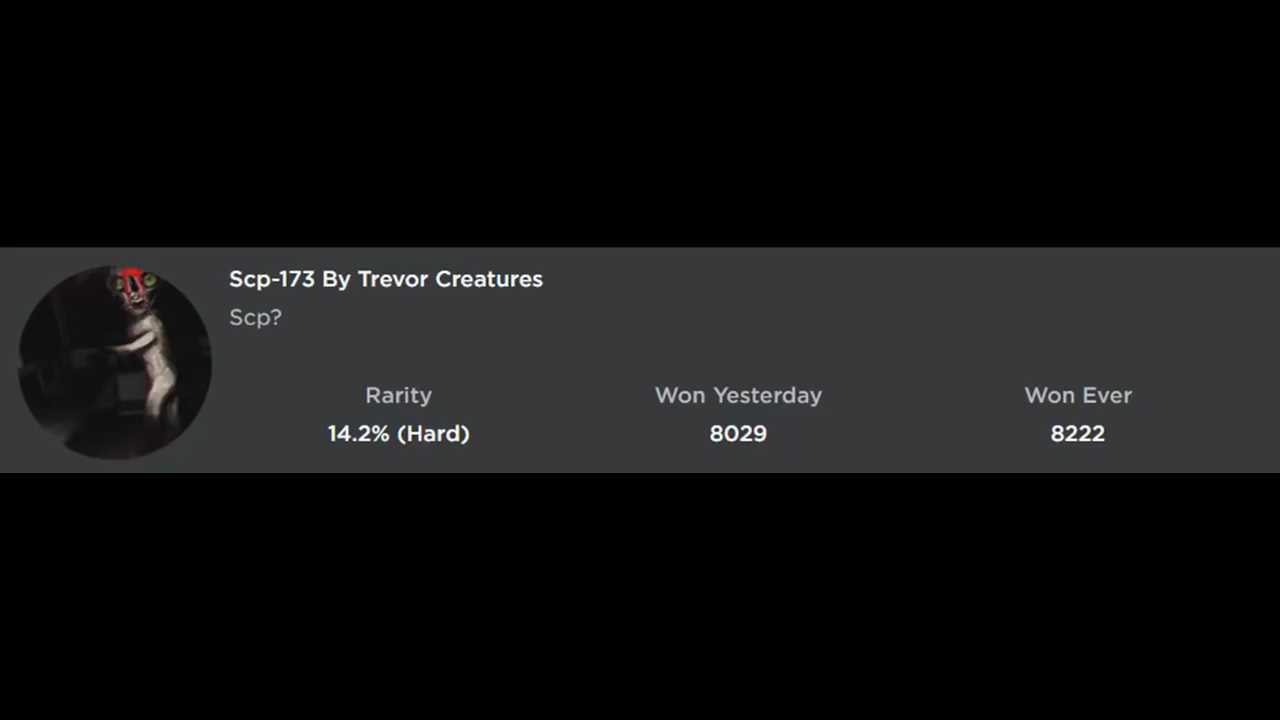 Scp-173 By Trevor Creatures
Scp?
Rarity Won Yesterday Won Ever
14.2% (Hard) 8029 8222